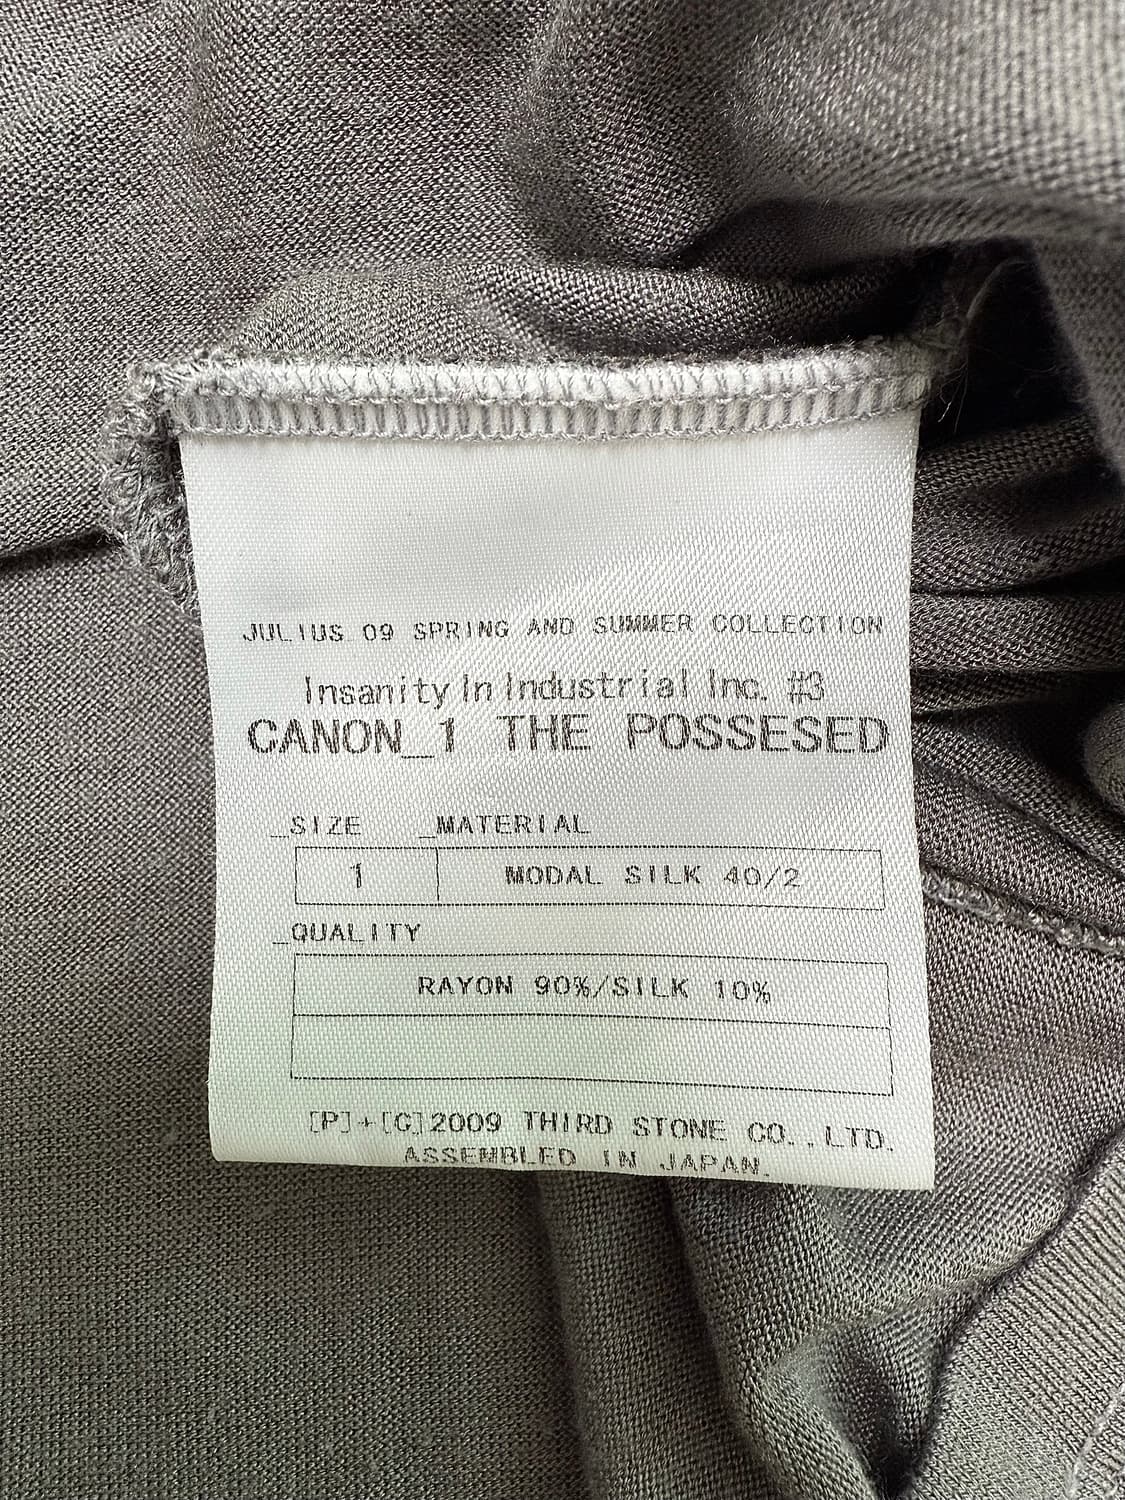 JULIUS 09 SPRING AND SUMMER COLLECTION
Insanity In Industrial Inc. #3
CANON_1 THE POSSESED
_SIZE _MATERIAL
1 MODAL SILK 40/2
_QUALITY
RAYON 90%/SILK 10%
[P]+[C]2009 THIRD STONE CO.,LTD.
ASSEMBLED IN JAPAN.